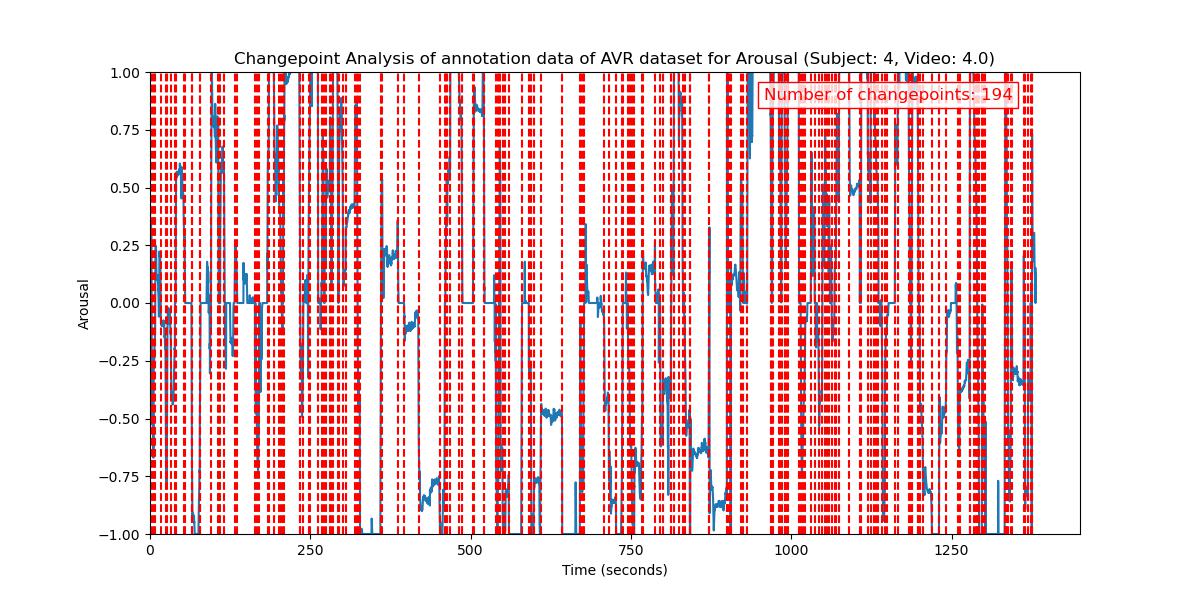 Changepoint Analysis of annotation data of AVR dataset for Arousal (Subject: 4, Video: 4.0)
Number of changepoints: 194
1.00
0.75
0.50
0.25
0.00
−0.25
−0.50
−0.75
−1.00
Arousal
0 250 500 750 1000 1250
Time (seconds)